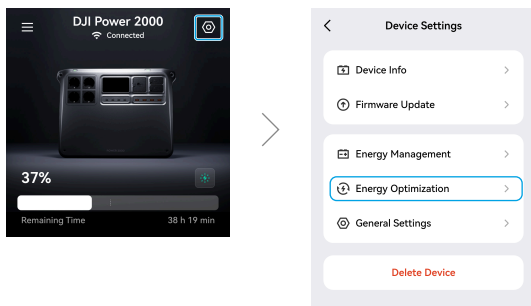 DJI Power 2000
Connected
37%
Remaining Time 38 h 19 min
Device Settings
Device Info
Firmware Update
Energy Management
Energy Optimization
General Settings
Delete Device